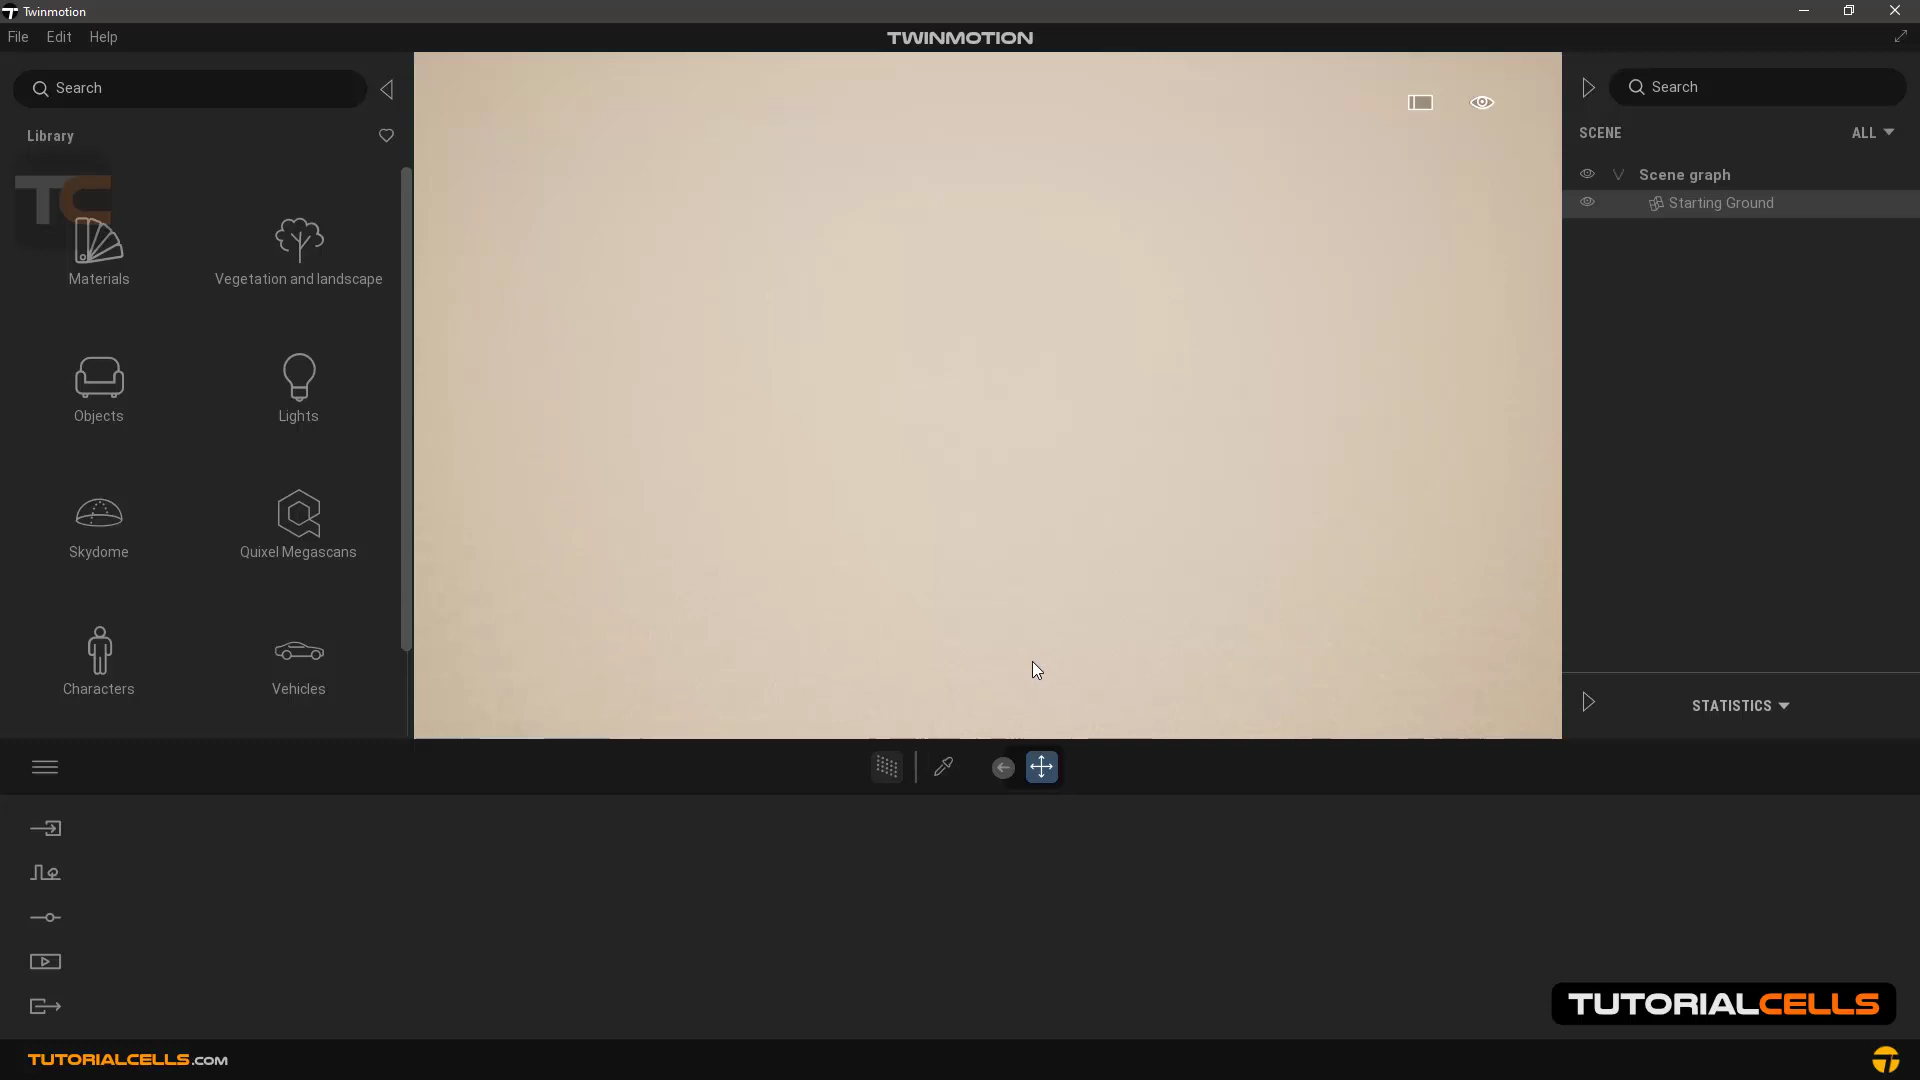 Twinmotion
File Edit Help
TWINMOTION
Search
Library
TC
Materials
Vegetation and landscape
Objects
Lights
Skydome
Quixel Megascans
Characters
Vehicles
Search
SCENE
ALL
Scene graph
Starting Ground
STATISTICS
TUTORIALCELLS
TUTORIALCELLS.COM